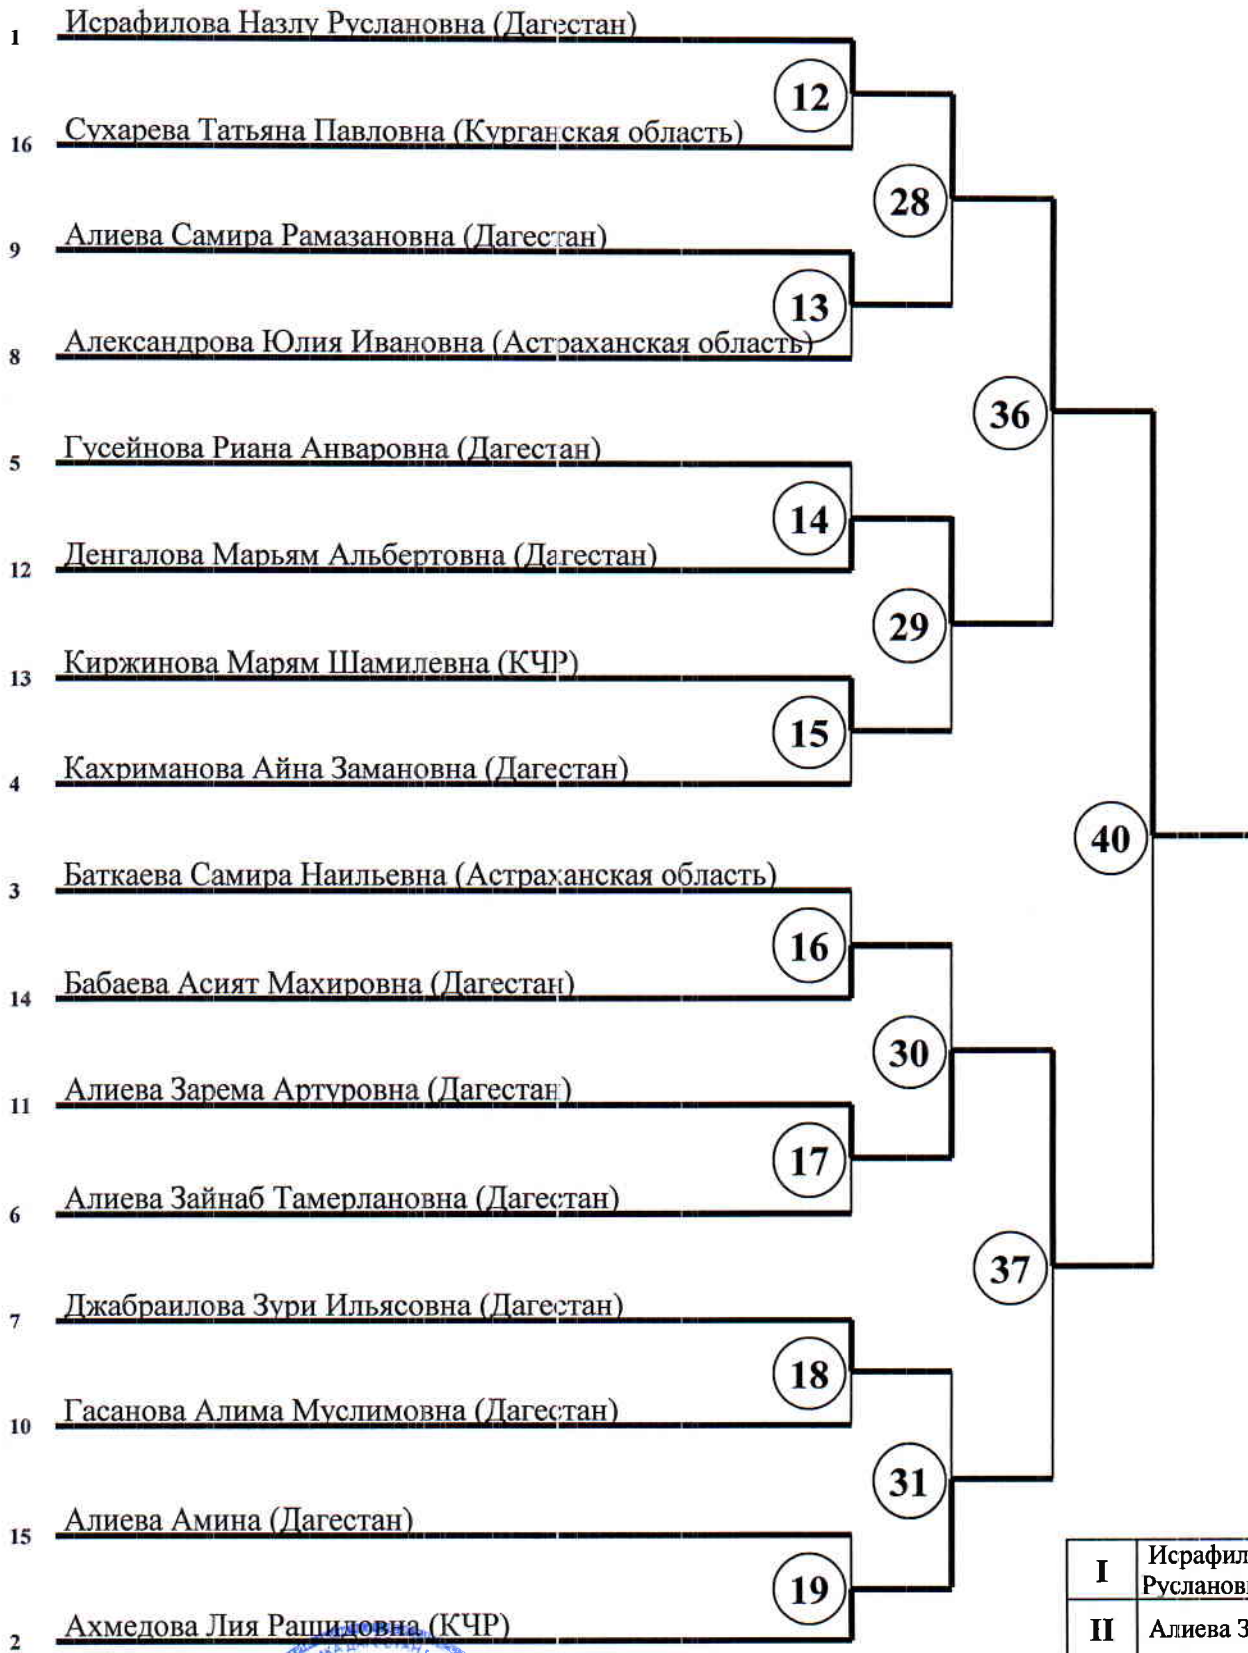 1 Исрафилова Назлу Руслановна (Дагестан)
12
16 Сухарева Татьяна Павловна (Курганская область)
28
9 Алиева Самира Рамазановна (Дагестан)
13
8 Александрова Юлия Ивановна (Астраханская область)
36
5 Гусейнова Риана Анваровна (Дагестан)
14
12 Денгалова Марьям Альбертовна (Дагестан)
29
13 Киржинова Марям Шамилевна (КЧР)
15
4 Кахриманова Айна Замановна (Дагестан)
40
3 Баткаева Самира Наильевна (Астраханская область)
16
14 Бабаева Асият Махировна (Дагестан)
30
11 Алиева Зарема Артуровна (Дагестан)
17
6 Алиева Зайнаб Тамерлановна (Дагестан)
37
7 Джабраилова Зури Ильясовна (Дагестан)
18
10 Гасанова Алима Муслимовна (Дагестан)
31
15 Алиева Амина (Дагестан)
19
2 Ахмедова Лия Рашидовна (КЧР)
I Исрафил
Руслановн
II Алиева З